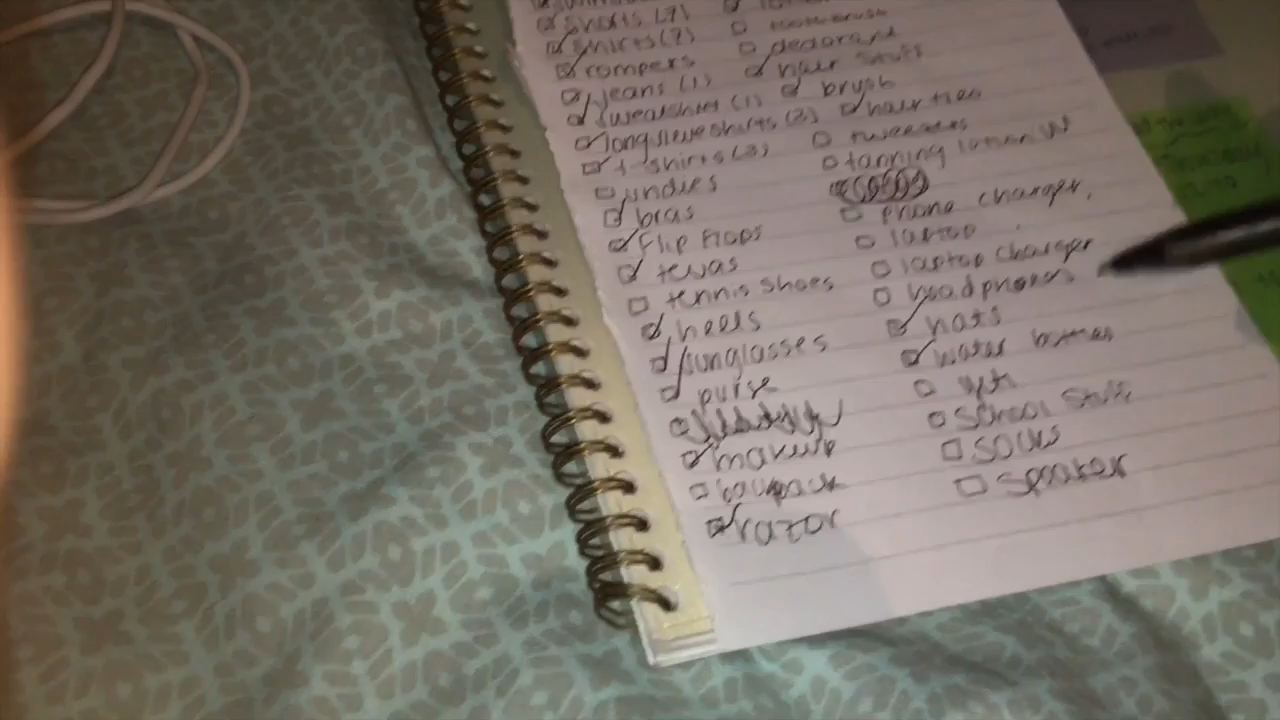 shorts (7)
shirts (7)
rompers
jeans (1)
sweatshirt (1)
longsleeve shirts (2)
t-shirts (3)
undies
bras
flip flops
tevas
tennis shoes
heels
sunglasses
purse
makeup
backpack
razor
toothbrush
deodorant
hair stuff
brush
hair ties
tweezers
tanning lotion
phone charger
laptop
laptop charger
headphones
hats
water bottles
school stuff
socks
speaker